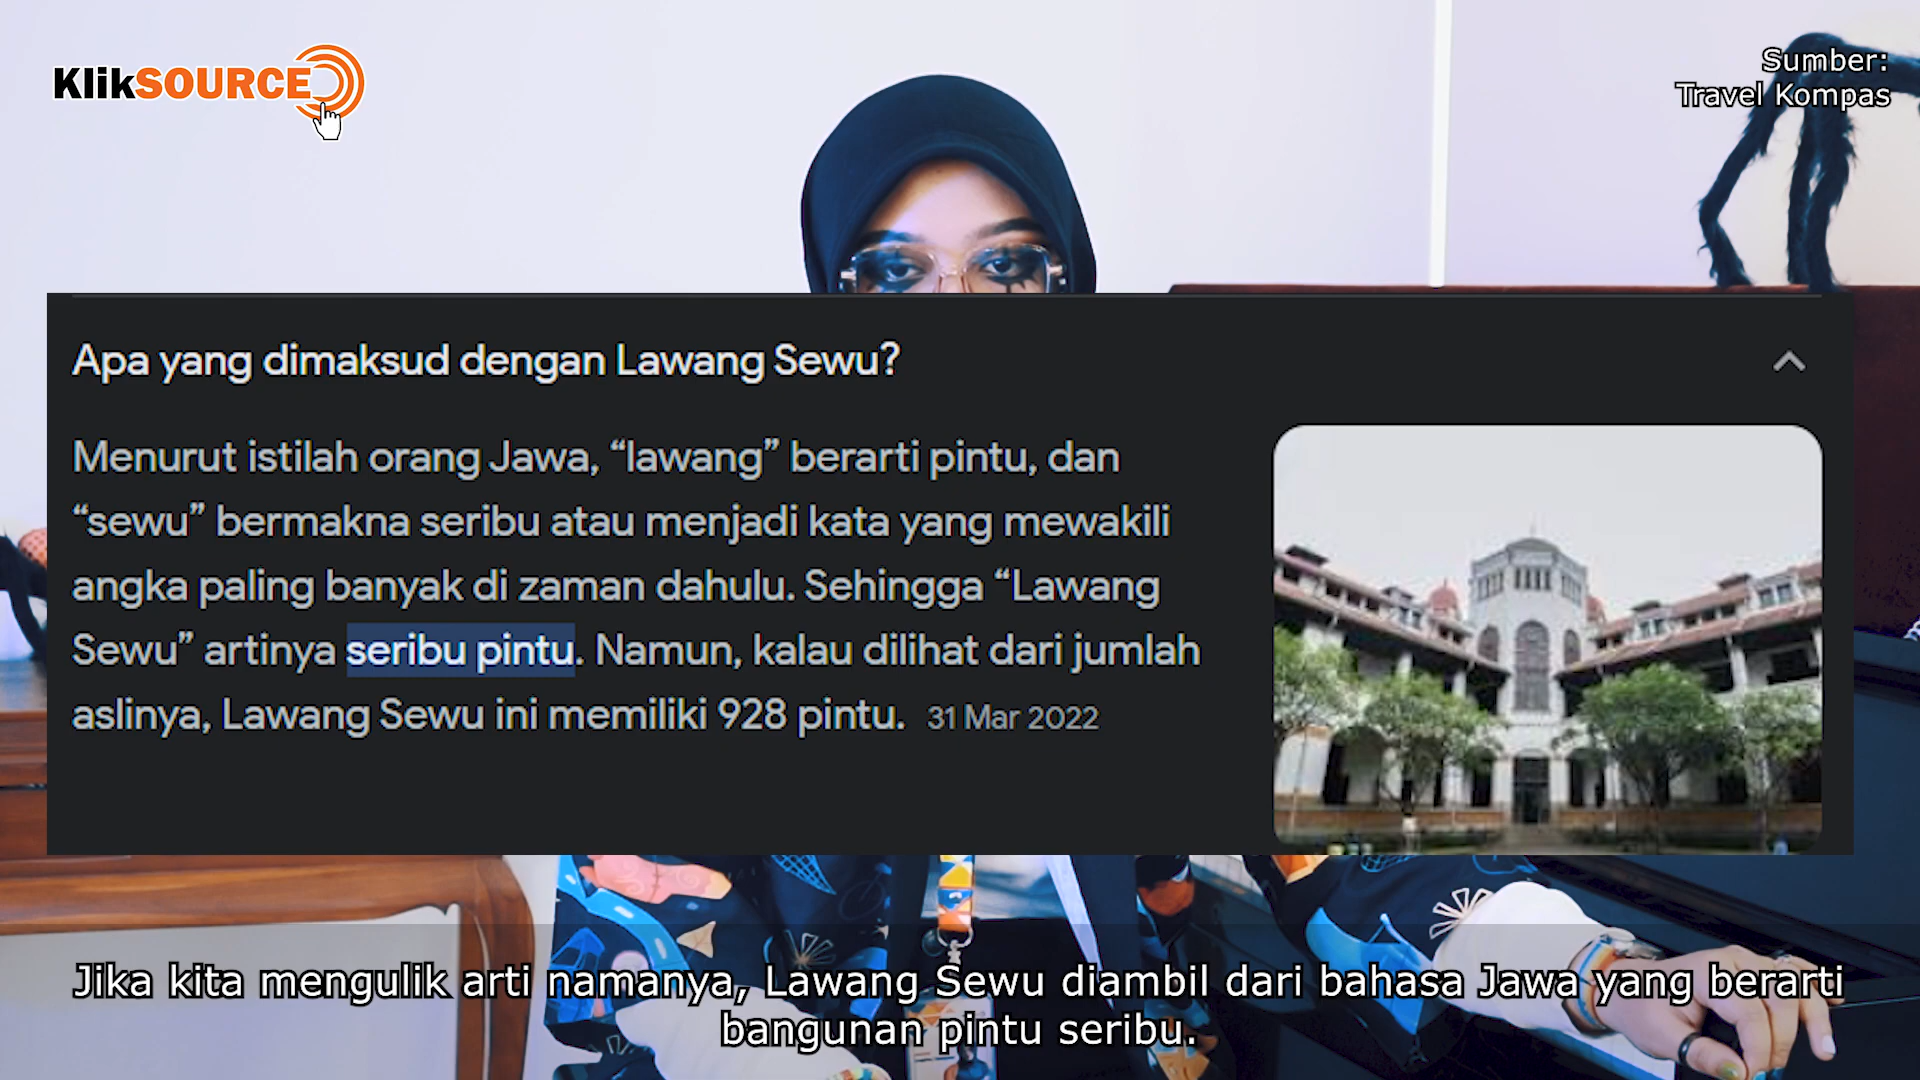 KlikSOURCE
Sumber:
Travel Kompas
Apa yang dimaksud dengan Lawang Sewu?
Menurut istilah orang Jawa, “lawang” berarti pintu, dan
“sewu” bermakna seribu atau menjadi kata yang mewakili
angka paling banyak di zaman dahulu. Sehingga “Lawang
Sewu” artinya seribu pintu. Namun, kalau dilihat dari jumlah
aslinya, Lawang Sewu ini memiliki 928 pintu. 31 Mar 2022
Jika kita mengulik arti namanya, Lawang Sewu diambil dari bahasa Jawa yang berarti
bangunan pintu seribu.